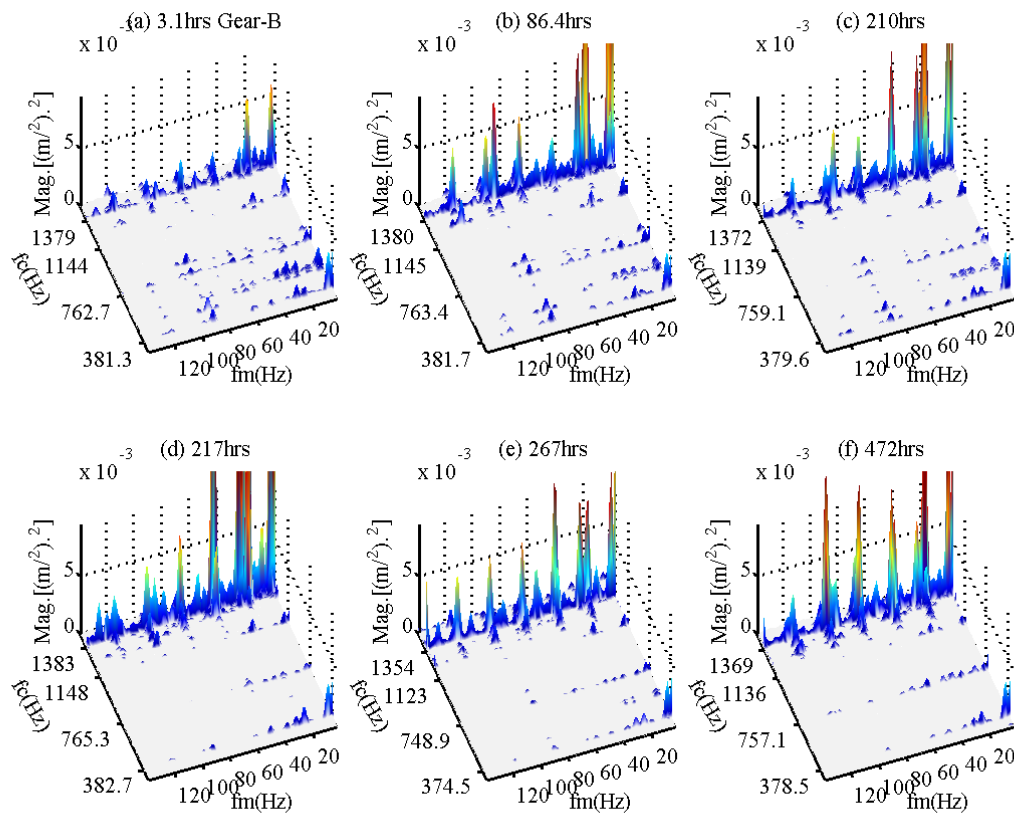 (a) 3.1hrs Gear-B
x 10 -3
Mag.[(m/²). ²]
5
0
1379
1144
762.7
381.3
fc(Hz)
120 100 80 60 40 20
fm(Hz)
(b) 86.4hrs
x 10 -3
Mag.[(m/²). ²]
5
0
1380
1145
763.4
381.7
fc(Hz)
120 100 80 60 40 20
fm(Hz)
(c) 210hrs
x 10 -3
Mag.[(m/²). ²]
5
0
1372
1139
759.1
379.6
fc(Hz)
120 100 80 60 40 20
fm(Hz)
(d) 217hrs
x 10 -3
Mag.[(m/²). ²]
5
0
1383
1148
765.3
382.7
fc(Hz)
120 100 80 60 40 20
fm(Hz)
(e) 267hrs
x 10 -3
Mag.[(m/²). ²]
5
0
1354
1123
748.9
374.5
fc(Hz)
120 100 80 60 40 20
fm(Hz)
(f) 472hrs
x 10 -3
Mag.[(m/²). ²]
5
0
1369
1136
757.1
378.5
fc(Hz)
120 100 80 60 40 20
fm(Hz)